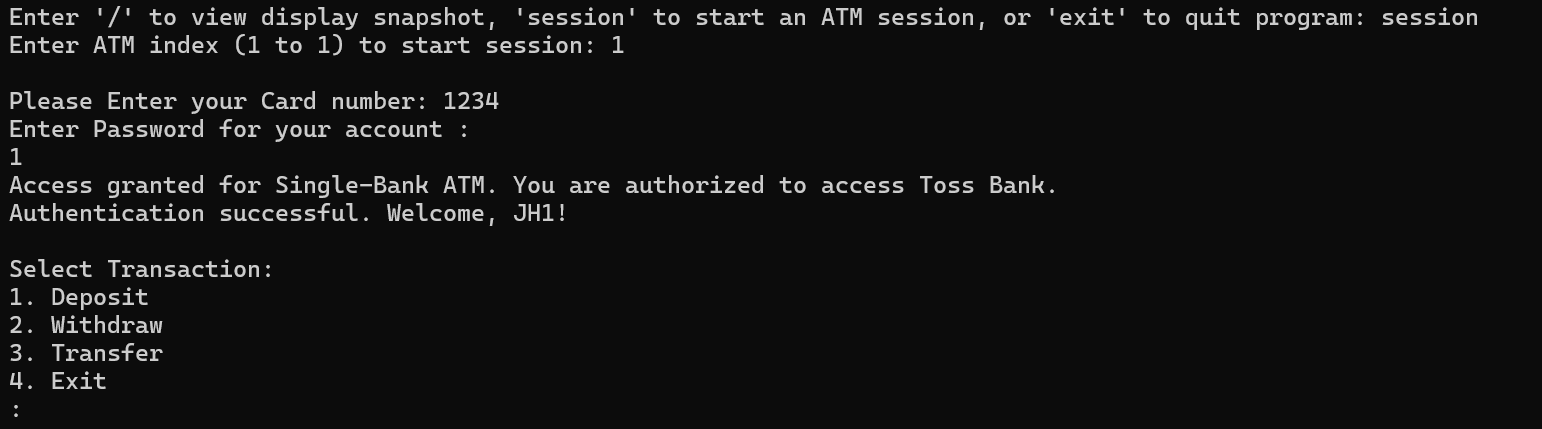 Enter '/' to view display snapshot, 'session' to start an ATM session, or 'exit' to quit program: session
Enter ATM index (1 to 1) to start session: 1
Please Enter your Card number: 1234
Enter Password for your account :
1
Access granted for Single-Bank ATM. You are authorized to access Toss Bank.
Authentication successful. Welcome, JH1!
Select Transaction:
1. Deposit
2. Withdraw
3. Transfer
4. Exit
: